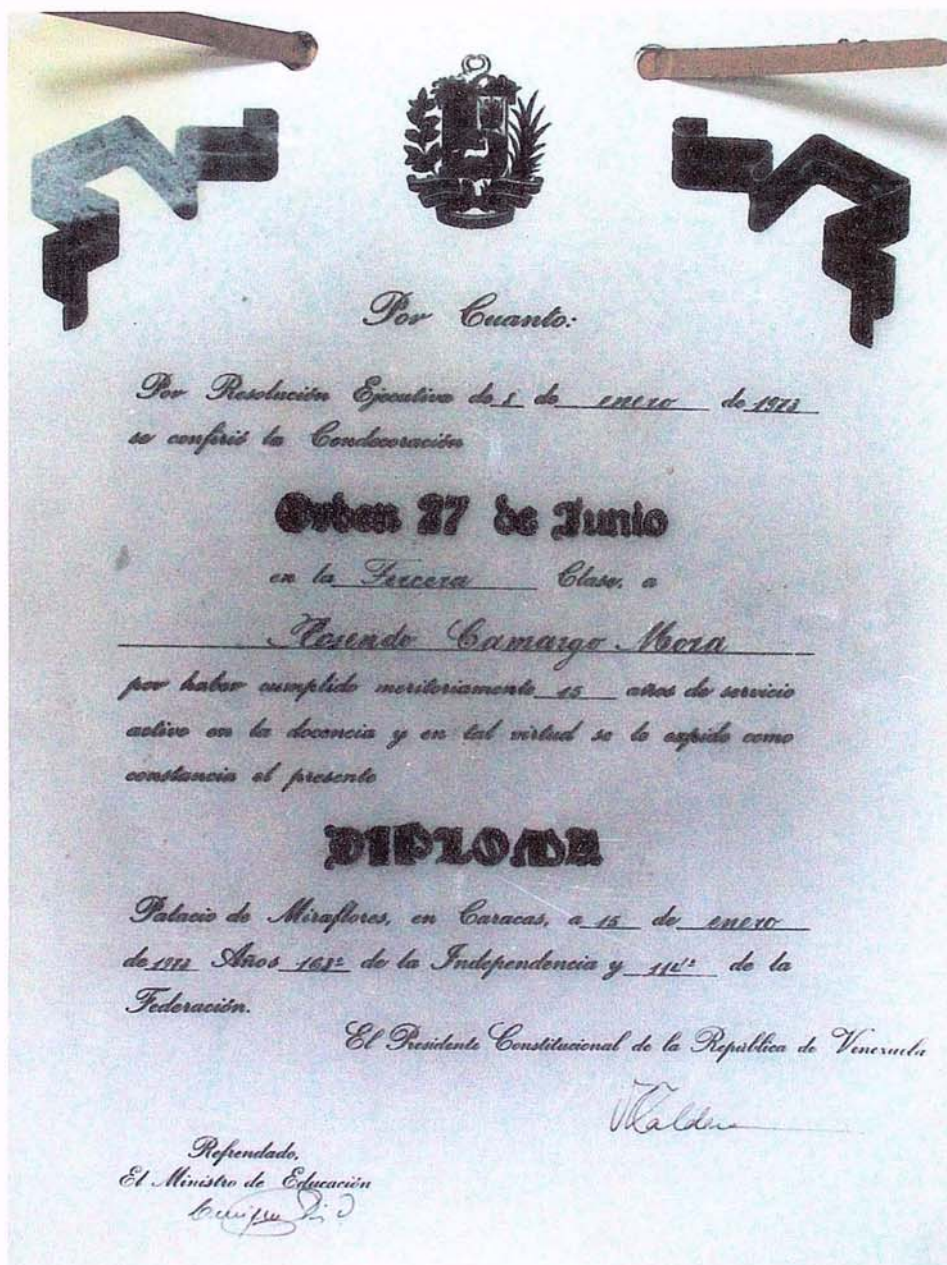 Por Cuanto:
Por Resolución Ejecutiva de de enero de 1973
se confirió la Condecoración
Orden 27 de Junio
en la Tercera Clase, a
Rosendo Camargo Mora
por haber cumplido meritoriamente 15 años de servicio
activo en la docencia y en tal virtud se le expide como
constancia el presente
DIPLOMA
Palacio de Miraflores, en Caracas, a 15 de enero
de 1973 Años 163º de la Independencia y 114º de la
Federación.
El Presidente Constitucional de la República de Venezuela
Refrendado,
El Ministro de Educación